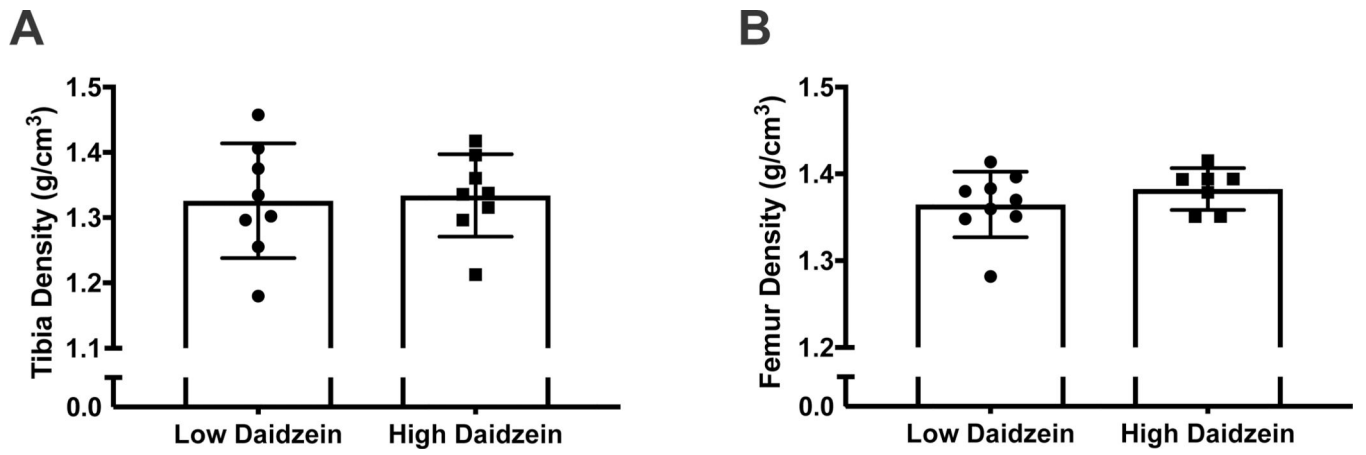 A
Tibia Density (g/cm³)
1.5
1.4
1.3
1.2
1.1
0.0
Low Daidzein
High Daidzein
B
Femur Density (g/cm³)
1.5
1.4
1.3
1.2
0.0
Low Daidzein
High Daidzein